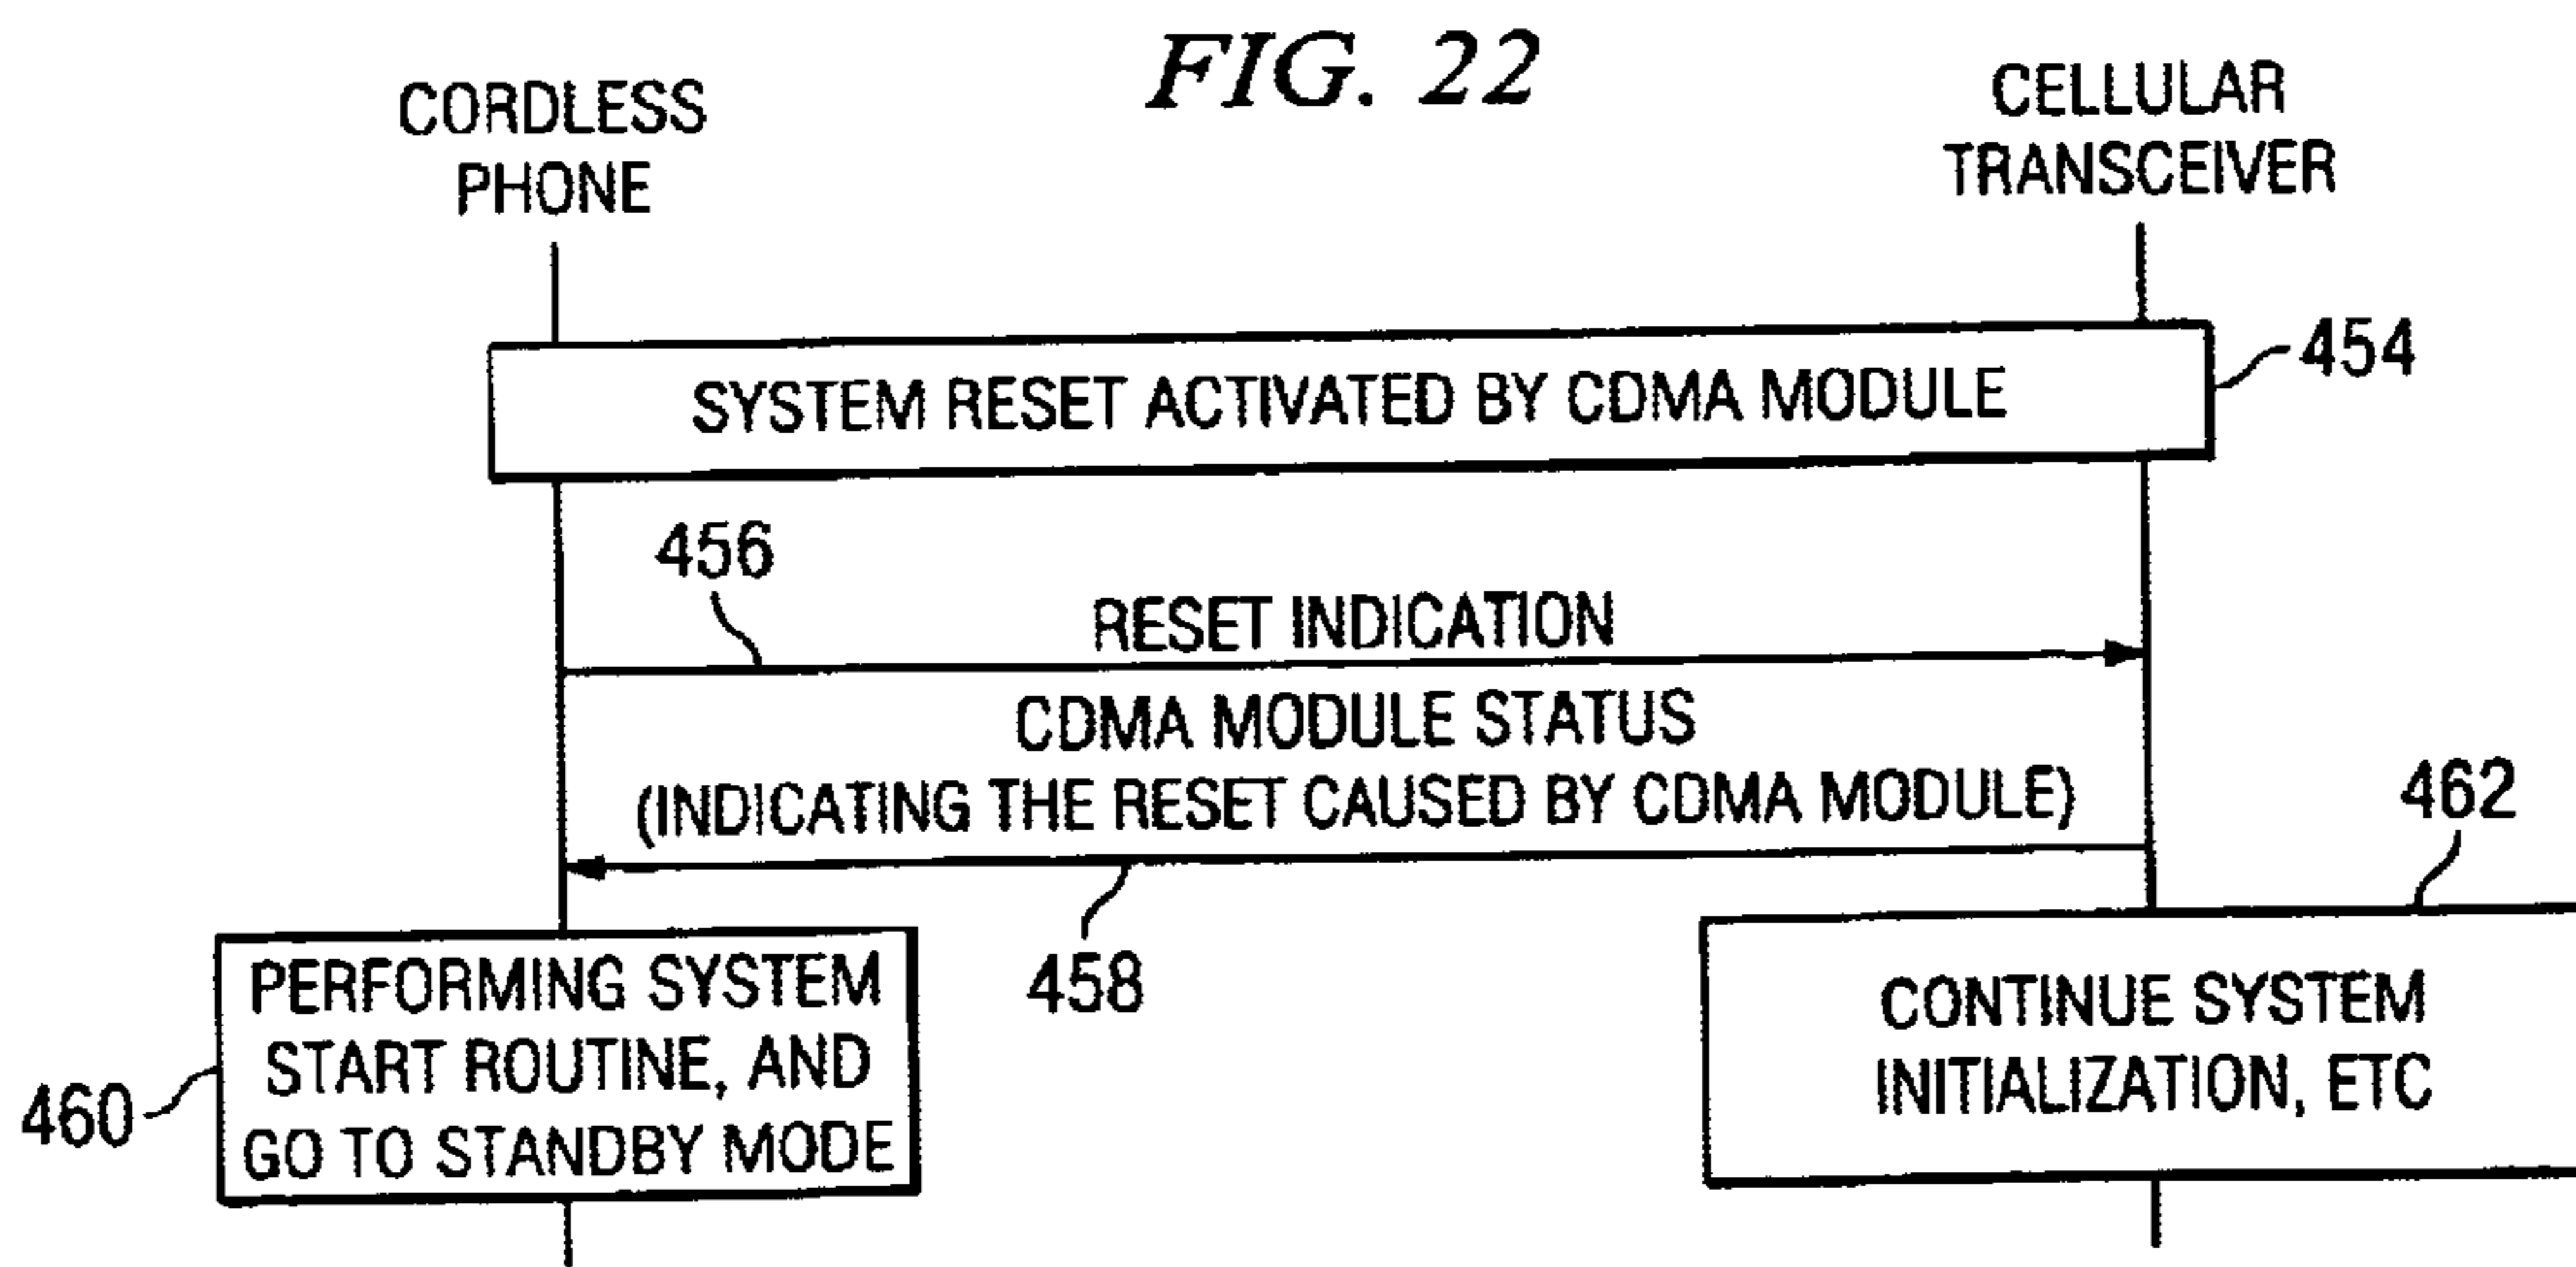 FIG. 22
CORDLESS
PHONE
CELLULAR
TRANSCEIVER
SYSTEM RESET ACTIVATED BY CDMA MODULE
454
456
RESET INDICATION
CDMA MODULE STATUS
(INDICATING THE RESET CAUSED BY CDMA MODULE)
458
462
PERFORMING SYSTEM
START ROUTINE, AND
GO TO STANDBY MODE
460
CONTINUE SYSTEM
INITIALIZATION, ETC